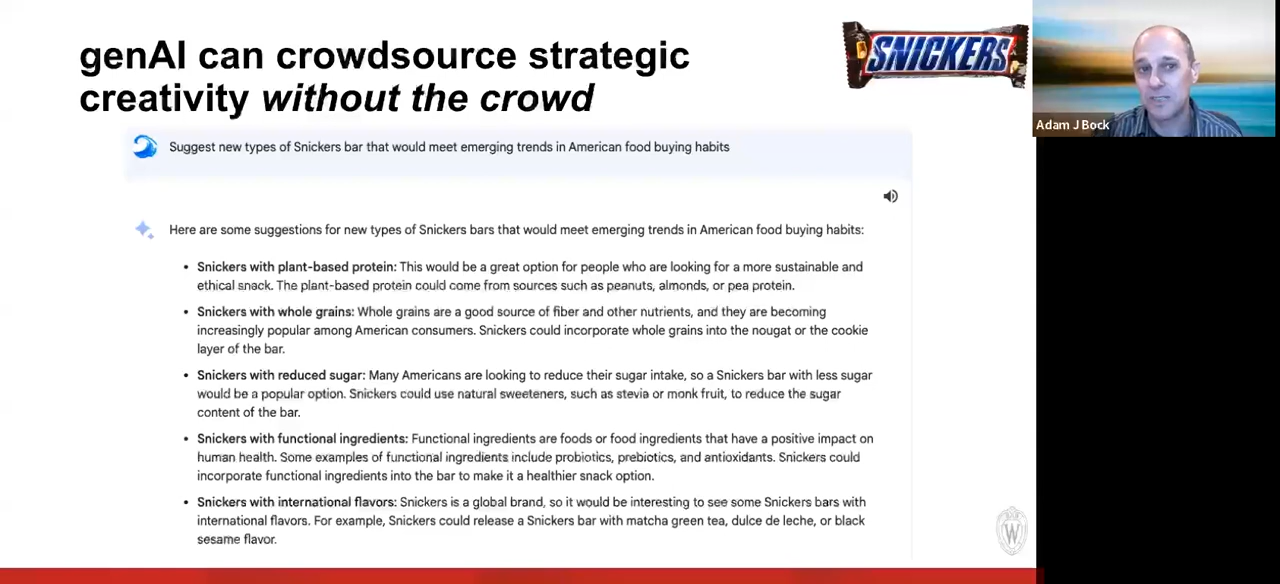 genAI can crowdsource strategic
creativity without the crowd
SNICKERS
Adam J Bock
Suggest new types of Snickers bar that would meet emerging trends in American food buying habits
Here are some suggestions for new types of Snickers bars that would meet emerging trends in American food buying habits:
• Snickers with plant-based protein: This would be a great option for people who are looking for a more sustainable and
ethical snack. The plant-based protein could come from sources such as peanuts, almonds, or pea protein.
• Snickers with whole grains: Whole grains are a good source of fiber and other nutrients, and they are becoming
increasingly popular among American consumers. Snickers could incorporate whole grains into the nougat or the cookie
layer of the bar.
• Snickers with reduced sugar: Many Americans are looking to reduce their sugar intake, so a Snickers bar with less sugar
would be a popular option. Snickers could use natural sweeteners, such as stevia or monk fruit, to reduce the sugar
content of the bar.
• Snickers with functional ingredients: Functional ingredients are foods or food ingredients that have a positive impact on
human health. Some examples of functional ingredients include probiotics, prebiotics, and antioxidants. Snickers could
incorporate functional ingredients into the bar to make it a healthier snack option.
• Snickers with international flavors: Snickers is a global brand, so it would be interesting to see some Snickers bars with
international flavors. For example, Snickers could release a Snickers bar with matcha green tea, dulce de leche, or black
sesame flavor.
W